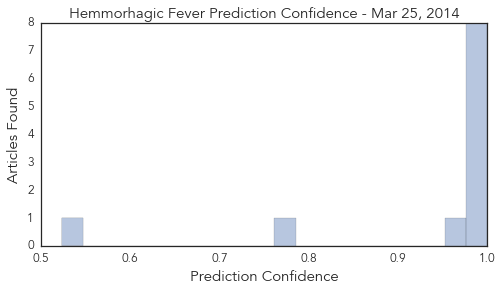 Hemmorhagic Fever Prediction Confidence - Mar 25, 2014
8
7
6
5
4
3
2
1
0
Articles Found
0.5 0.6 0.7 0.8 0.9 1.0
Prediction Confidence